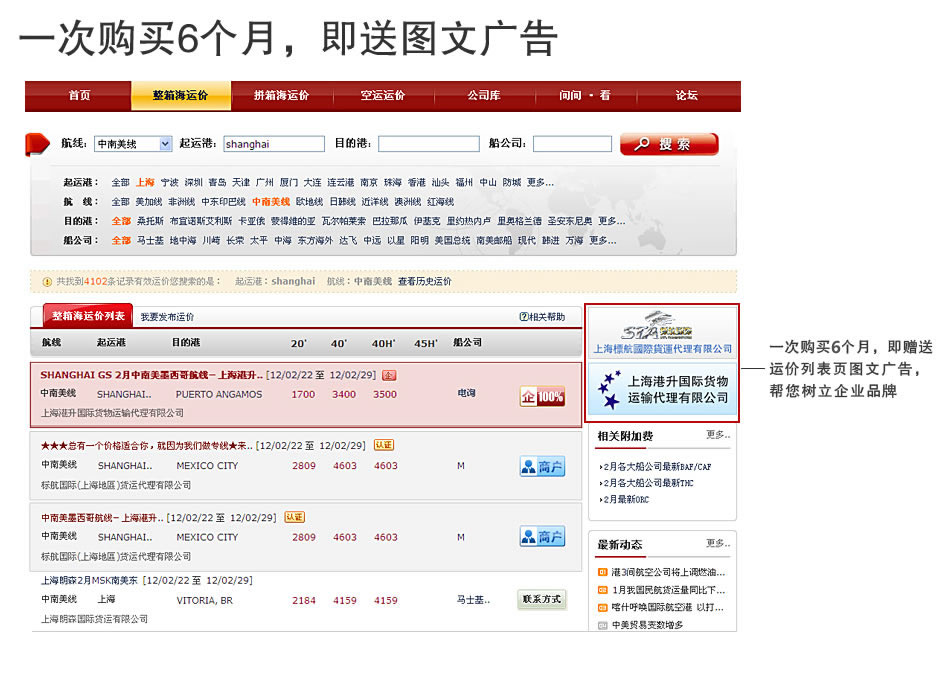 一次购买6个月，即送图文广告
首页 整箱海运价 拼箱海运价 空运运价 公司库 问问·看 论坛
航线： 中南美线 起运港： shanghai 目的港： 船公司： 搜索
起运港： 全部 上海 宁波 深圳 青岛 天津 广州 厦门 大连 连云港 南京 珠海 香港 汕头 福州 中山 防城 更多...
航 线： 全部 美加线 非洲线 中东印巴线 中南美线 欧地线 日韩线 近洋线 澳洲线 红海线
目的港： 全部 桑托斯 布宜诺斯艾利斯 卡亚俄 蒙得维的亚 瓦尔帕莱索 巴拉那瓜 伊基克 里约热内卢 里奥格兰德 圣安东尼奥 更多...
船公司： 全部 马士基 地中海 川崎 长荣 太平 中海 东方海外 达飞 中远 以星 阳明 美国总统 南美邮船 现代 韩进 万海 更多...
共找到4102条记录有效运价您搜索的是： 起运港：shanghai 航线：中南美线 查看历史运价
整箱海运价列表 我要发布运价 相关帮助
航线 起运港 目的港 20' 40' 40H' 45H' 船公司
SHANGHAI GS 2月中南美墨西哥航线- 上海港升.. [12/02/22 至 12/02/29] 企
中南美线 SHANGHAI.. PUERTO ANGAMOS 1700 3400 3500 电询 企100%
上海港升国际货物运输代理有限公司
★★★总有一个价格适合你，就因为我们做专线★来.. [12/02/22 至 12/02/29] 认证
中南美线 SHANGHAI.. MEXICO CITY 2809 4603 4603 M 商户
标航国际(上海地區)货运代理有限公司
中南美墨西哥航线- 上海港升.. [12/02/22 至 12/02/29] 认证
中南美线 SHANGHAI.. MEXICO CITY 2809 4603 4603 M 商户
标航国际(上海地區)货运代理有限公司
上海朗森2月MSK南美东 [12/02/22 至 12/02/29]
中南美线 上海 VITORIA, BR 2184 4159 4159 马士基.. 联系方式
上海朗森国际货运有限公司
上海標航國際貨運代理有限公司
上海港升国际货物
运输代理有限公司
相关附加费 更多..
2月各大船公司最新BAF/CAF
2月各大船公司最新THC
2月最新ORC
最新动态 更多..
01 港3间航空公司将上调燃油...
02 1月我国民航货运量同比下...
03 喀什呼唤国际航空港 以打...
04 中美贸易变数增多
一次购买6个月，即赠送
运价列表页图文广告，
帮您树立企业品牌